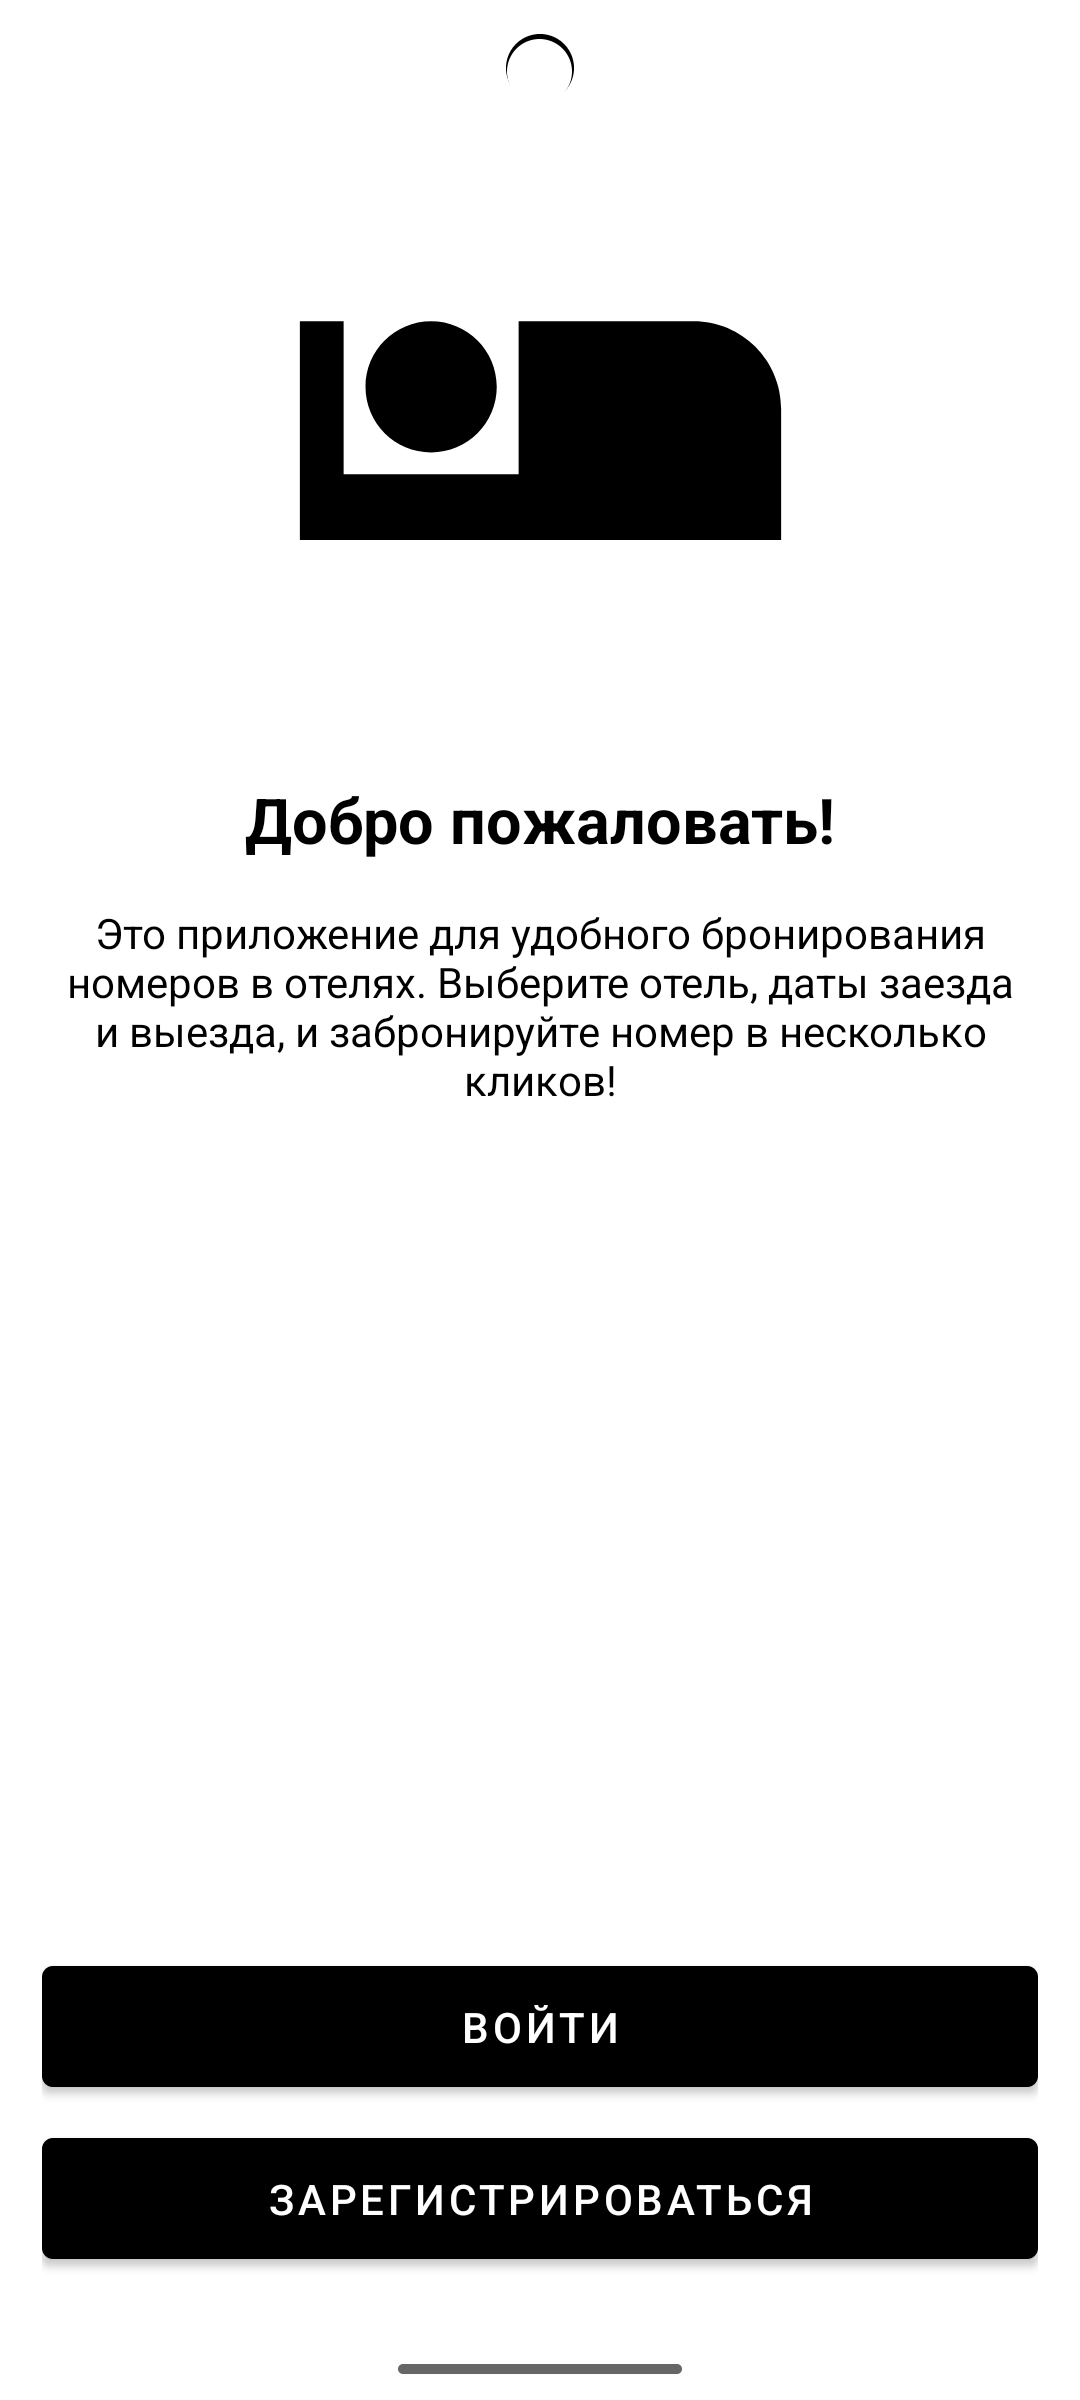 Добро пожаловать!
Это приложение для удобного бронирования
номеров в отелях. Выберите отель, даты заезда
и выезда, и забронируйте номер в несколько
кликов!
ВОЙТИ
ЗАРЕГИСТРИРОВАТЬСЯ